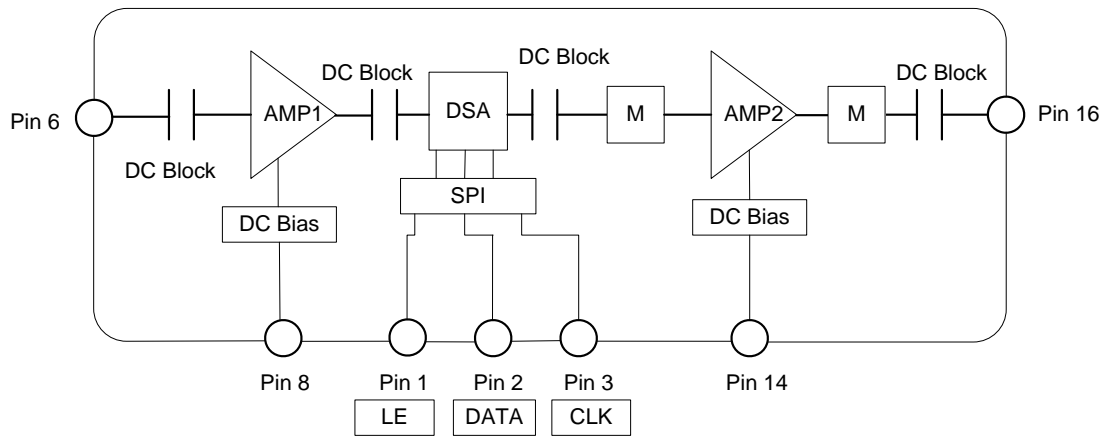 DC Block
DC Block
DC Block
AMP1
DSA
M
AMP2
M
Pin 6
Pin 16
DC Block
SPI
DC Bias
DC Bias
Pin 8
Pin 1
Pin 2
Pin 3
Pin 14
LE
DATA
CLK